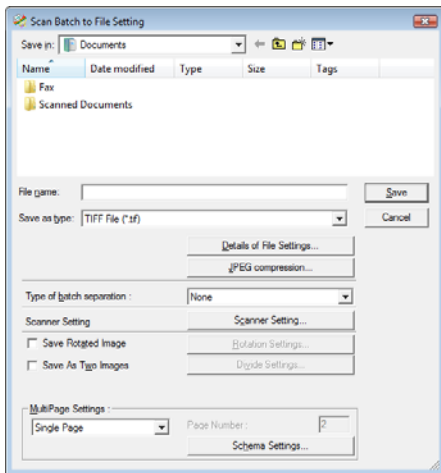 Scan Batch to File Setting
Save in: Documents
Name Date modified Type Size Tags
Fax
Scanned Documents
File name: Save
Save as type: TIFF File (*.tif) Cancel
Details of File Settings...
JPEG compression...
Type of batch separation : None
Scanner Setting Scanner Setting...
Save Rotated Image Rotation Settings...
Save As Two Images Divide Settings...
MultiPage Settings :
Single Page Page Number : 2
Schema Settings...